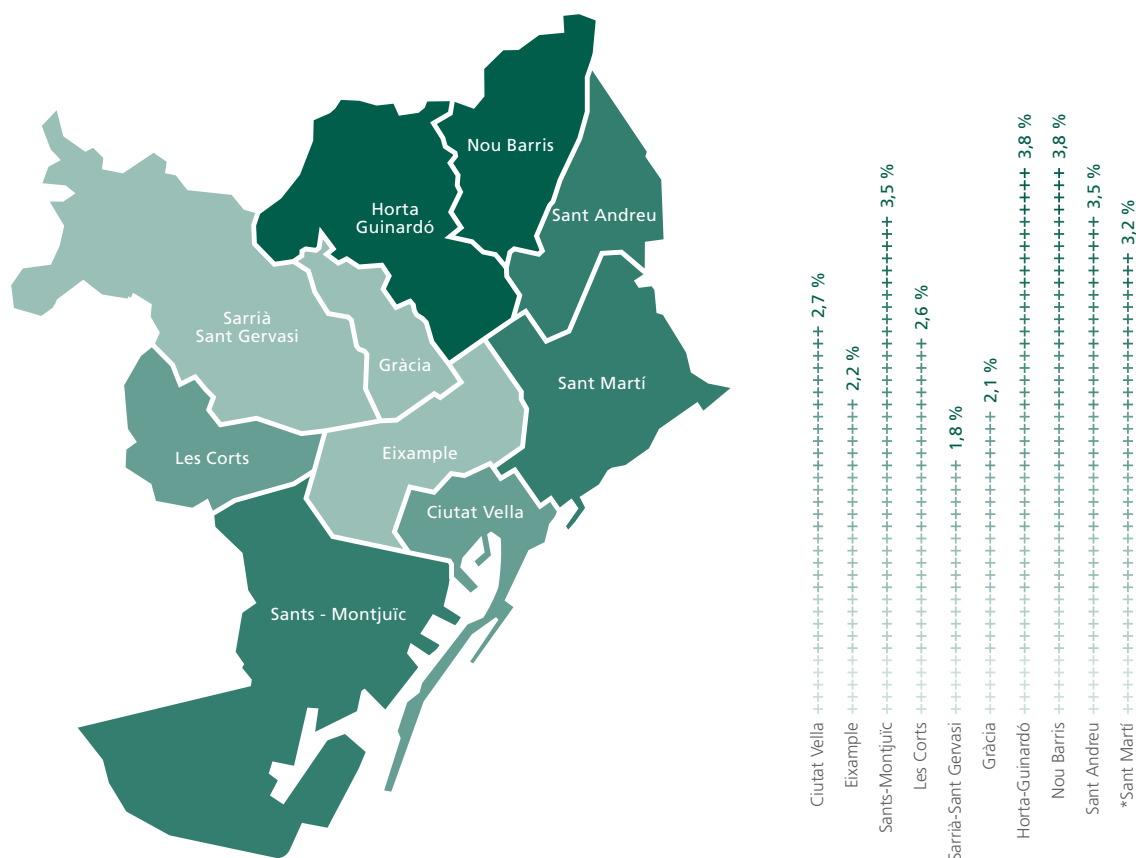 Nou Barris
Horta
Guinardó
Sant Andreu
Sarrià
Sant Gervasi
Gràcia
Sant Martí
Les Corts
Eixample
Ciutat Vella
Sants - Montjuïc
2,7 %
2,2 %
3,5 %
2,6 %
1,8 %
2,1 %
3,8 %
3,8 %
3,5 %
3,2 %
Ciutat Vella
Eixample
Sants-Montjuïc
Les Corts
Sarrià-Sant Gervasi
Gràcia
Horta-Guinardó
Nou Barris
Sant Andreu
*Sant Martí